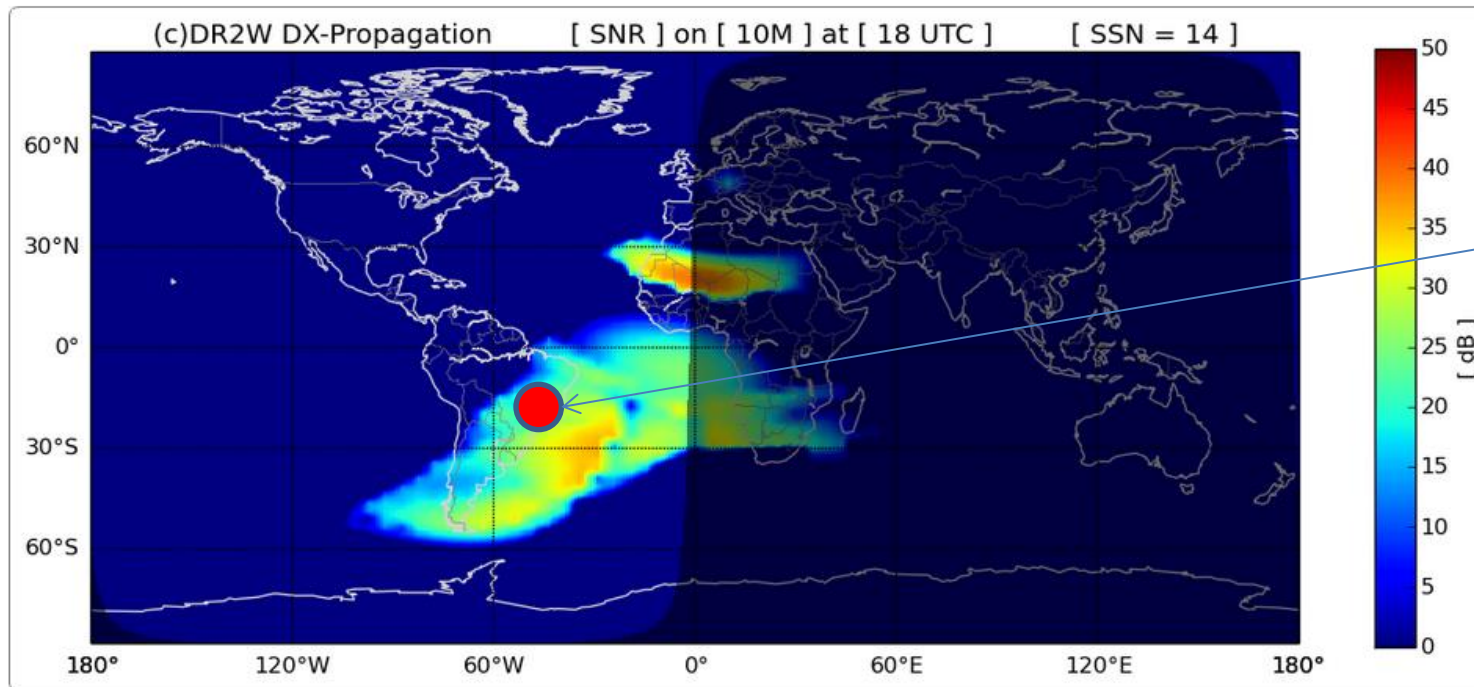 (c)DR2W DX-Propagation [ SNR ] on [ 10M ] at [ 18 UTC ] [ SSN = 14 ]
60°N
30°N
0°
30°S
60°S
180° 120°W 60°W 0° 60°E 120°E 180°
50
45
40
35
30
25
20
15
10
5
0
[ dB ]